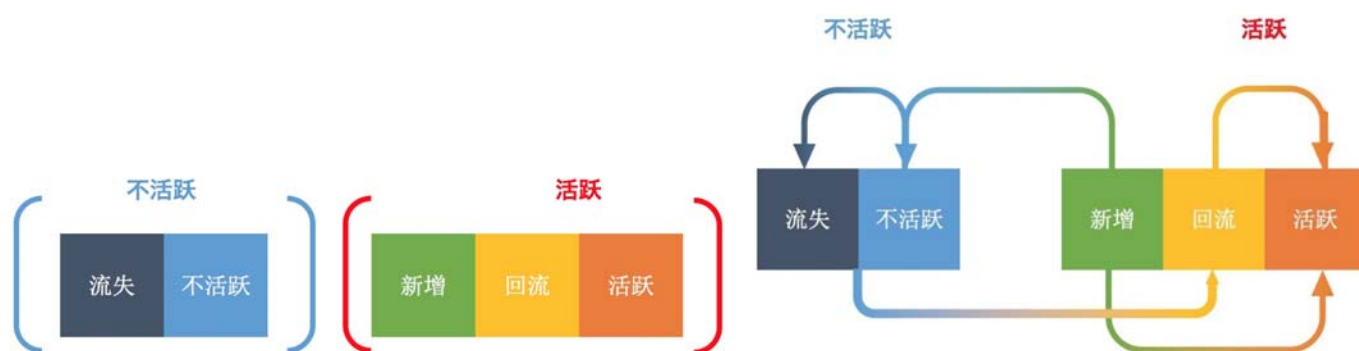 不活跃
活跃
流失 不活跃
新增 回流 活跃
不活跃
活跃
流失 不活跃
新增 回流 活跃